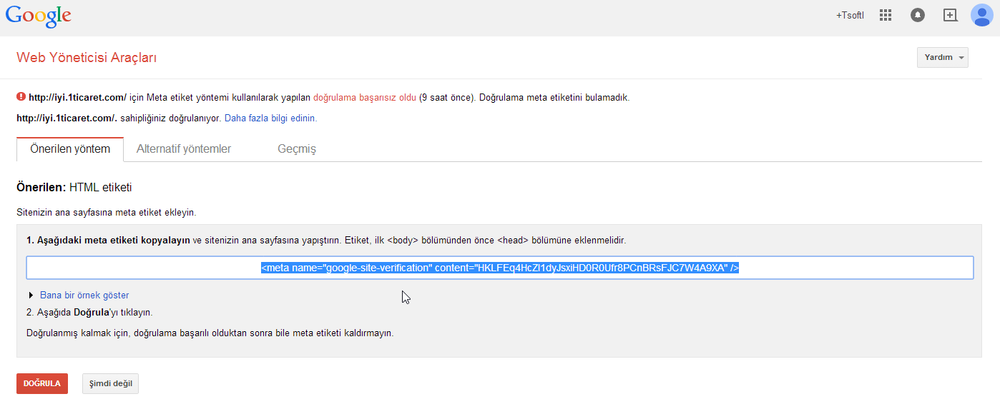 Google
+Tsoftl
Web Yöneticisi Araçları
Yardım
http://iyi.1ticaret.com/ için Meta etiket yöntemi kullanılarak yapılan doğrulama başarısız oldu (9 saat önce). Doğrulama meta etiketini bulamadık.
http://iyi.1ticaret.com/. sahipliğiniz doğrulanıyor. Daha fazla bilgi edinin.
Önerilen yöntem Alternatif yöntemler Geçmiş
Önerilen: HTML etiketi
Sitenizin ana sayfasına meta etiket ekleyin.
1. Aşağıdaki meta etiketi kopyalayın ve sitenizin ana sayfasına yapıştırın. Etiket, ilk <body> bölümünden önce <head> bölümüne eklenmelidir.
<meta name="google-site-verification" content="HKLFEq4HcZl1dyJsxiHD0R0Ufr8PCnBRsFJC7W4A9XA" />
Bana bir örnek göster
2. Aşağıda Doğrula'yı tıklayın.
Doğrulanmış kalmak için, doğrulama başarılı olduktan sonra bile meta etiketi kaldırmayın.
DOĞRULA Şimdi değil